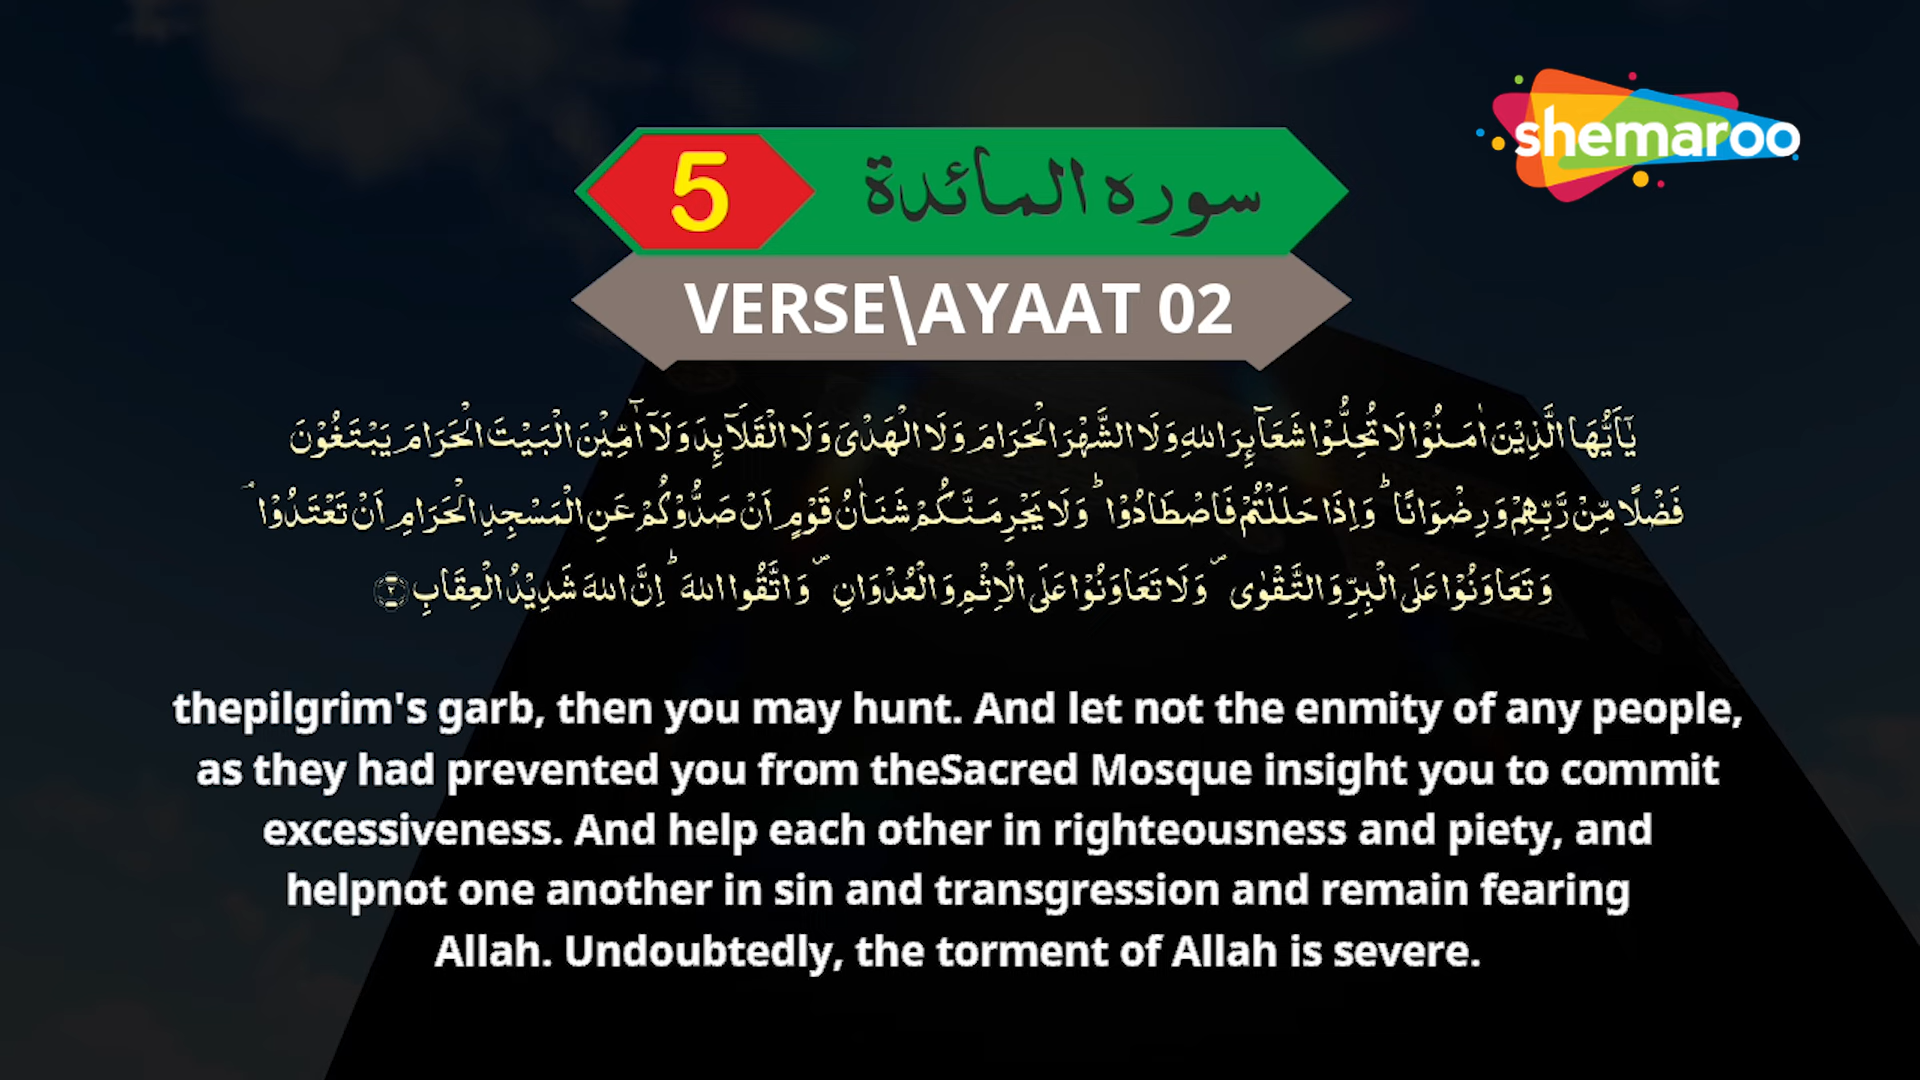 shemaroo
5 سوره المائدة
VERSE\AYAAT 02
يٰٓاَيُّهَا الَّذِيْنَ اٰمَنُوْا لَا تُحِلُّوْا شَعَآئِرَ اللهِ وَلَا الشَّهْرَ الْحَرَامَ وَلَا الْهَدْىَ وَلَا الْقَلَآئِدَ وَلَآ آٰمِّيْنَ الْبَيْتَ الْحَرَامَ يَبْتَغُوْنَ
فَضْلًا مِّنْ رَّبِّهِمْ وَرِضْوَانًا ؕ وَاِذَا حَلَلْتُمْ فَاصْطَادُوْا ؕ وَلَا يَجْرِمَنَّكُمْ شَنَاٰنُ قَوْمٍ اَنْ صَدُّوْكُمْ عَنِ الْمَسْجِدِ الْحَرَامِ اَنْ تَعْتَدُوْا ۘ
وَتَعَاوَنُوْا عَلَى الْبِرِّ وَالتَّقْوٰى ۪ وَلَا تَعَاوَنُوْا عَلَى الْاِثْمِ وَالْعُدْوَانِ ۪ وَاتَّقُوا اللهَ ؕ اِنَّ اللهَ شَدِيْدُ الْعِقَابِ ﴿۲﴾
thepilgrim's garb, then you may hunt. And let not the enmity of any people,
as they had prevented you from theSacred Mosque insight you to commit
excessiveness. And help each other in righteousness and piety, and
helpnot one another in sin and transgression and remain fearing
Allah. Undoubtedly, the torment of Allah is severe.